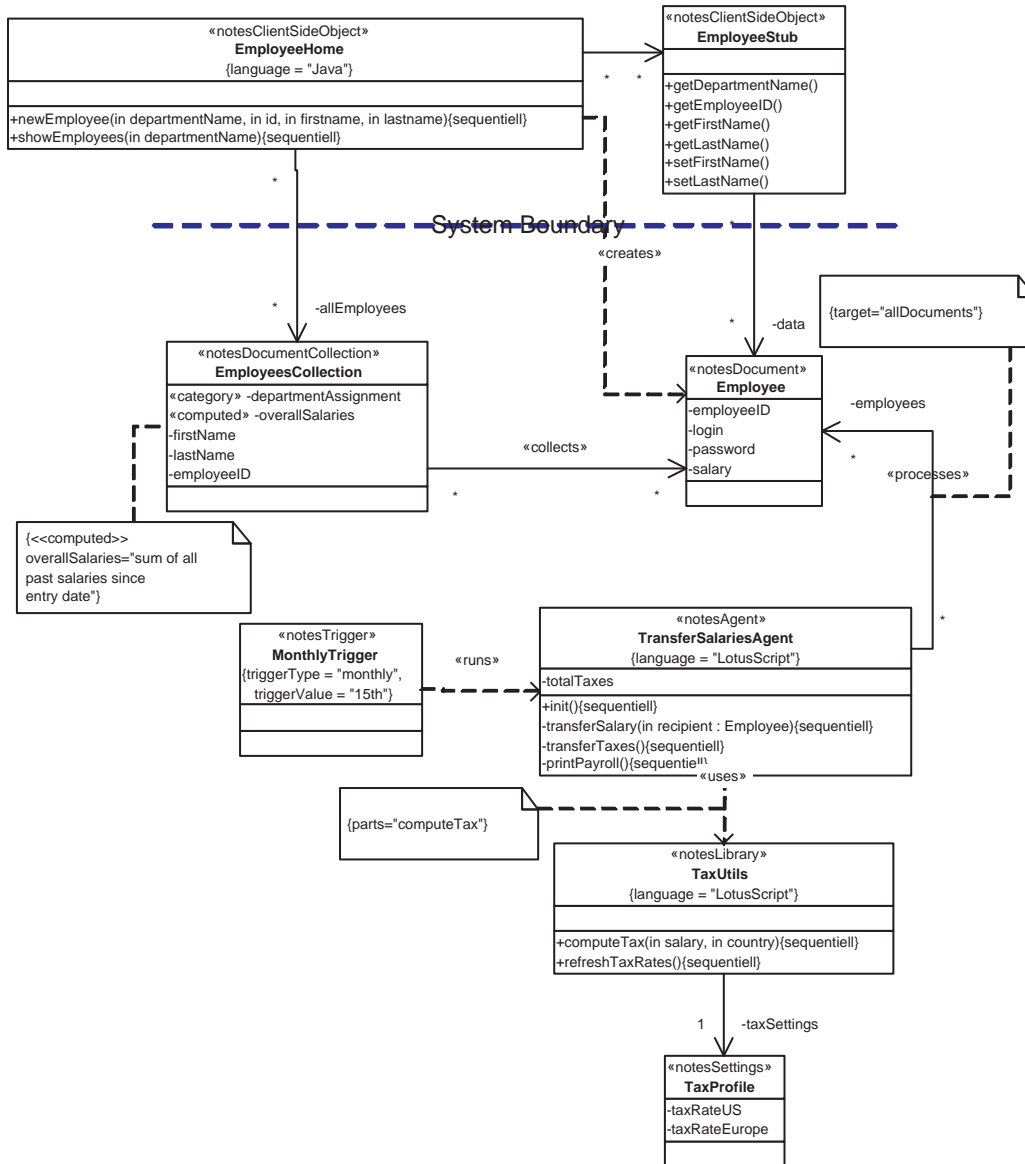 «notesClientSideObject»
EmployeeHome
{language = "Java"}
+newEmployee(in departmentName, in id, in firstname, in lastname){sequentiell}
+showEmployees(in departmentName){sequentiell}
«notesClientSideObject»
EmployeeStub
+getDepartmentName()
+getEmployeeID()
+getFirstName()
+getLastName()
+setFirstName()
+setLastName()
*
*
*
*
System Boundary
«creates»
*
-allEmployees
*
-data
{target="allDocuments"}
«notesDocumentCollection»
EmployeesCollection
«category» -departmentAssignment
«computed» -overallSalaries
-firstName
-lastName
-employeeID
«collects»
*
*
«notesDocument»
Employee
-employeeID
-login
-password
-salary
-employees
*
«processes»
*
{<<computed>>
overallSalaries="sum of all
past salaries since
entry date"}
«notesTrigger»
MonthlyTrigger
{triggerType = "monthly",
triggerValue = "15th"}
«runs»
«notesAgent»
TransferSalariesAgent
{language = "LotusScript"}
-totalTaxes
+init(){sequentiell}
-transferSalary(in recipient : Employee){sequentiell}
-transferTaxes(){sequentiell}
-printPayroll(){sequentiell}
«uses»
{parts="computeTax"}
«notesLibrary»
TaxUtils
{language = "LotusScript"}
+computeTax(in salary, in country){sequentiell}
+refreshTaxRates(){sequentiell}
1
-taxSettings
«notesSettings»
TaxProfile
-taxRateUS
-taxRateEurope